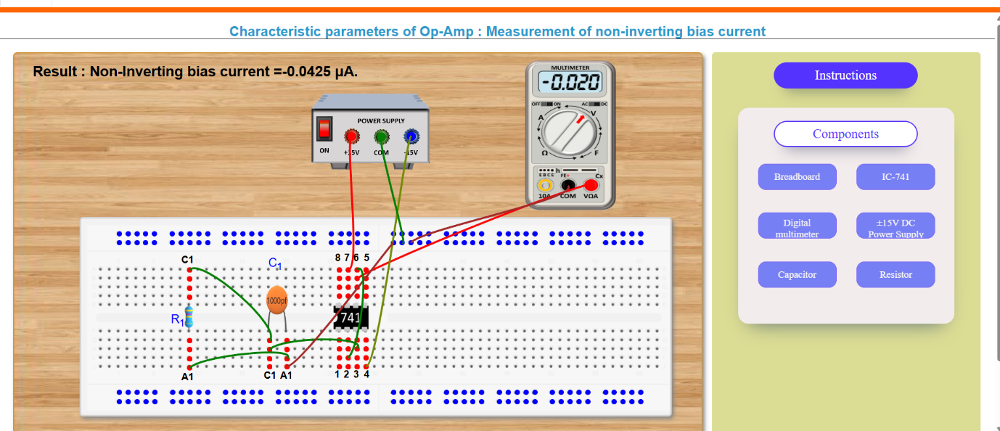 Characteristic parameters of Op-Amp : Measurement of non-inverting bias current
Result : Non-Inverting bias current =-0.0425 µA.
MULTIMETER
-0.020
OFF ON AC DC
A V
Ω F
h
E B C E FE+ Cx
10A COM VΩA
POWER SUPPLY
ON +15V COM -15V
Instructions
Components
Breadboard IC-741
Digital multimeter
±15V DC Power Supply
Capacitor Resistor
C1 C1 8 7 6 5
1000pf
R1 741
C1 A1 1 2 3 4
A1